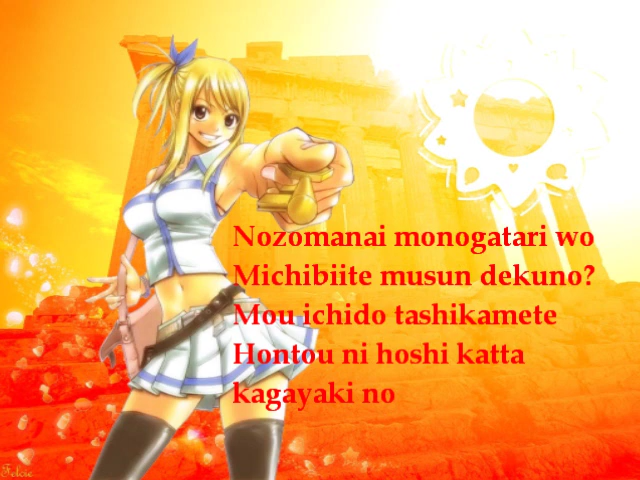 Nozomanai monogatari wo
Michibiite musun dekuno?
Mou ichido tashikamete
Hontou ni hoshi katta
kagayaki no